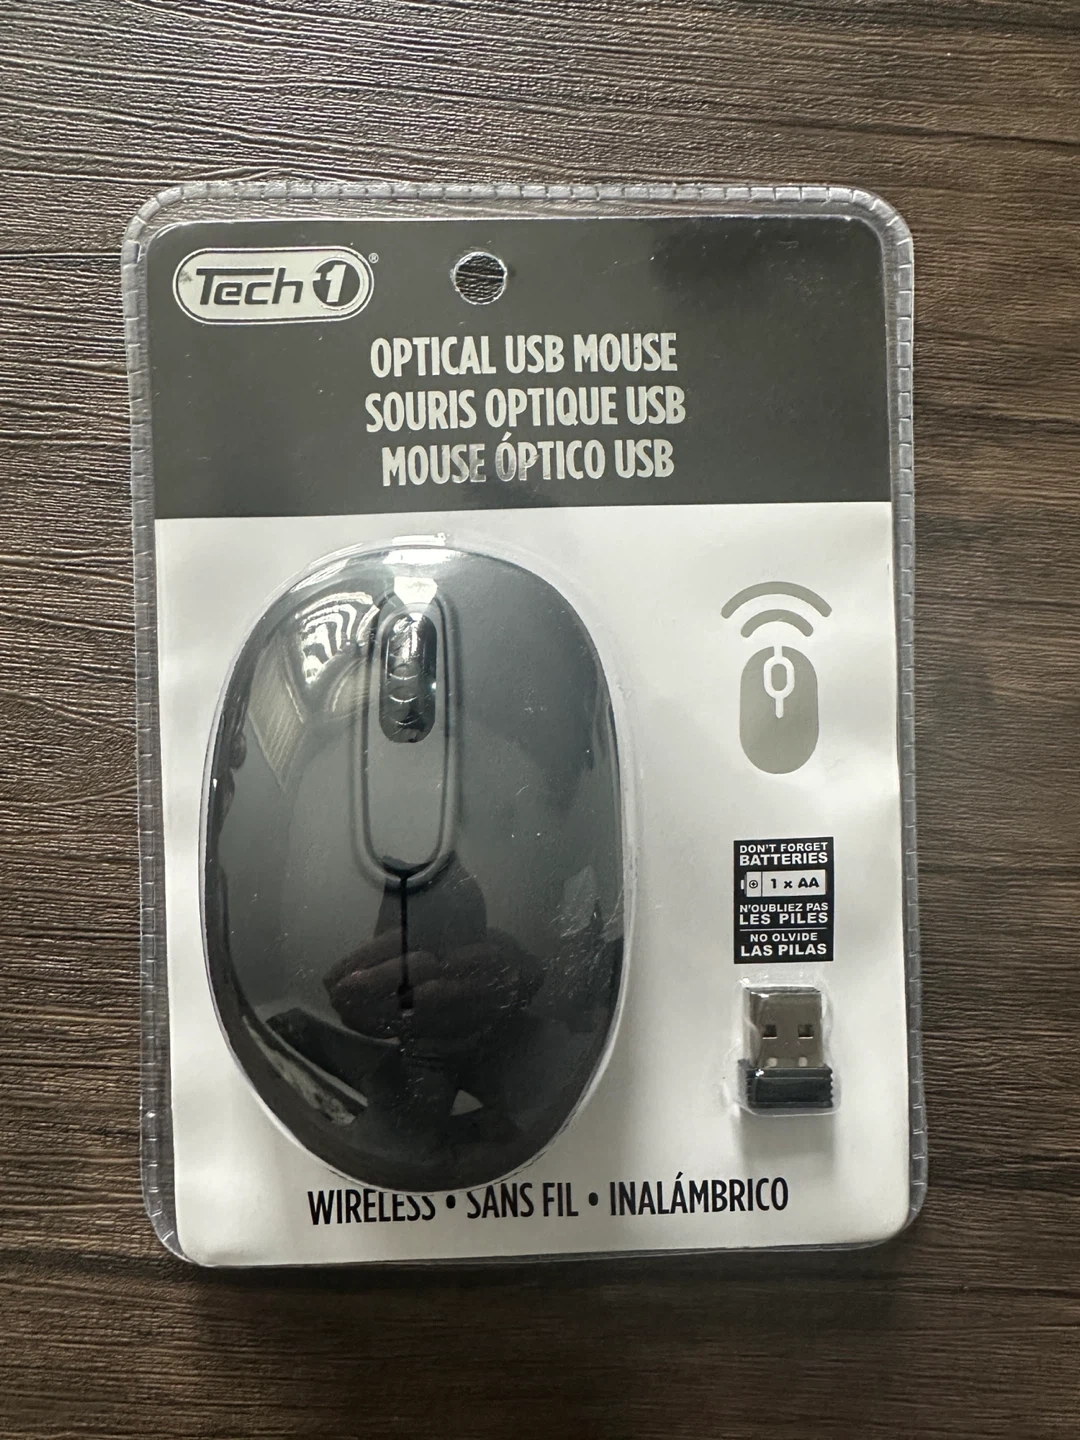 Tech 1®
OPTICAL USB MOUSE
SOURIS OPTIQUE USB
MOUSE ÓPTICO USB
DON'T FORGET
BATTERIES
1 x AA
N'OUBLIEZ PAS
LES PILES
NO OLVIDE
LAS PILAS
WIRELESS • SANS FIL • INALÁMBRICO